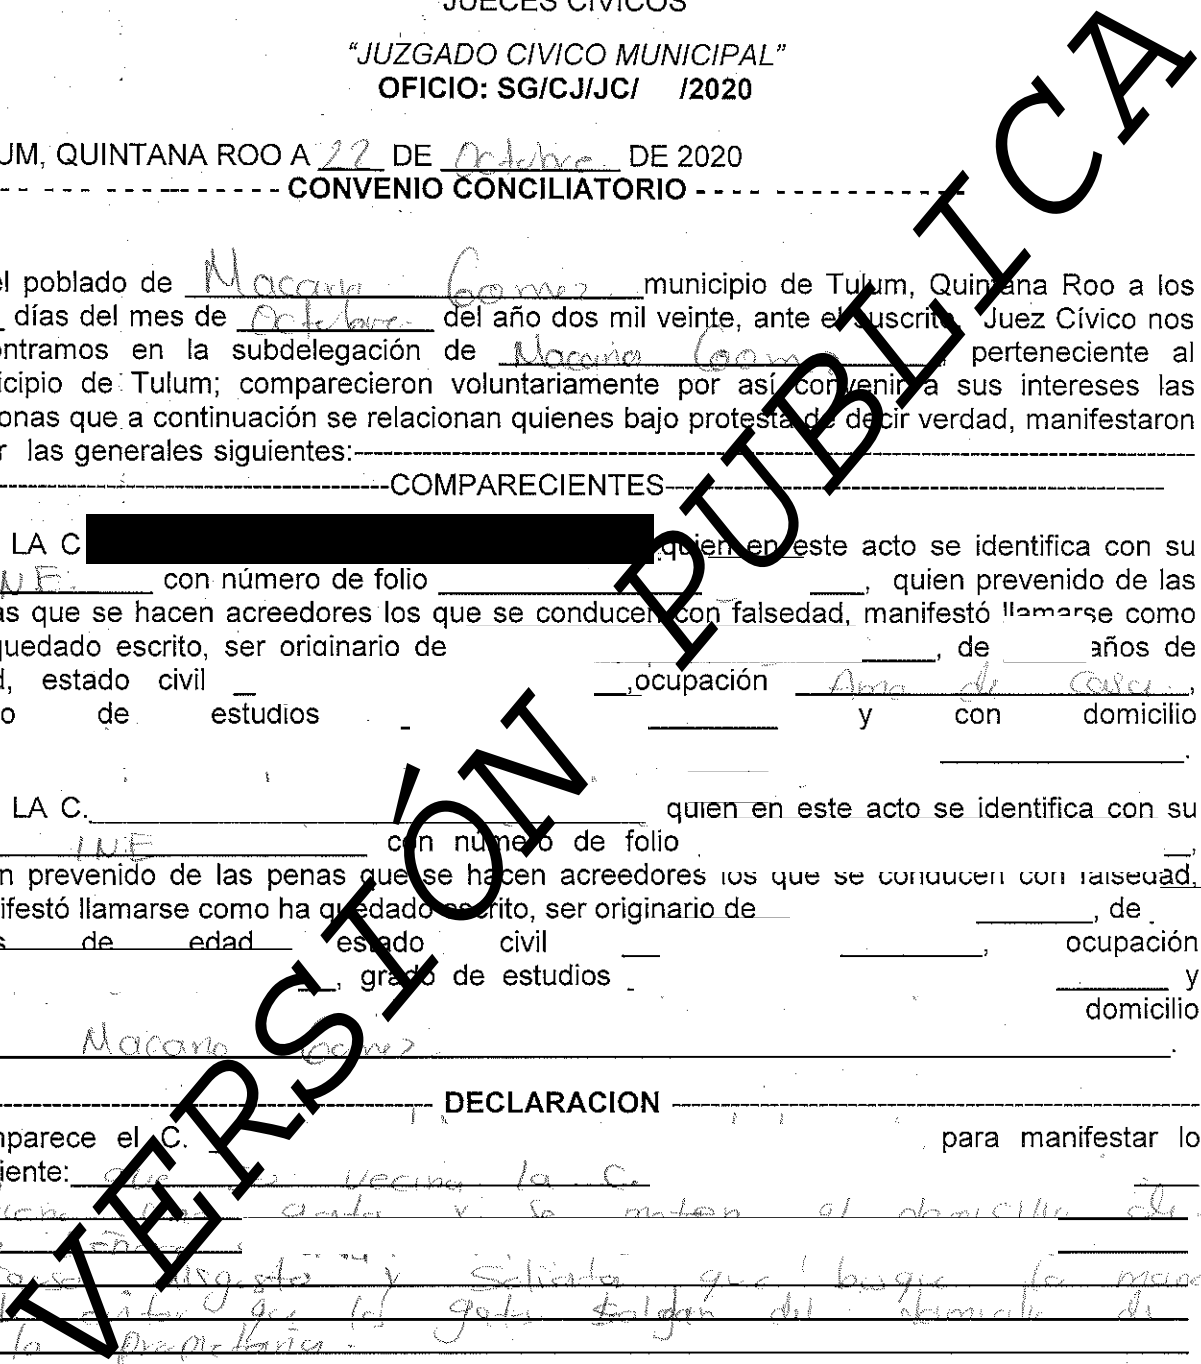 JUECES CIVICOS
“JUZGADO CIVICO MUNICIPAL”
OFICIO: SG/CJ/JC/ /2020
UM, QUINTANA ROO A 22 DE Octubre DE 2020
CONVENIO CONCILIATORIO
el poblado de Macario Gomez municipio de Tulum, Quintana Roo a los
días del mes de Octubre del año dos mil veinte, ante el suscrito Juez Cívico nos
ontramos en la subdelegación de Macario Gomez, perteneciente al
icipio de Tulum; comparecieron voluntariamente por así convenir a sus intereses las
onas que a continuación se relacionan quienes bajo protesta de decir verdad, manifestaron
r las generales siguientes:
COMPARECIENTES
LA C quien en este acto se identifica con su
INE con número de folio , quien prevenido de las
as que se hacen acreedores los que se conducen con falsedad, manifestó llamarse como
quedado escrito, ser originario de , de años de
d, estado civil ,ocupación Ama de Casa,
o de estudios y con domicilio
LA C. quien en este acto se identifica con su
INE con número de folio ,
n prevenido de las penas que se hacen acreedores los que se conducen con falsedad,
ifestó llamarse como ha quedado escrito, ser originario de , de
s de edad estado civil , ocupación
, grado de estudios y
domicilio
Macario Gomez.
DECLARACION
mparece el C. para manifestar lo
iente: que su vecina la C.
y se meten al domicilio de
disgusto y Solicita que busque la mane
evitar que los gatos Salgan del domicilio de
la propietaria.
VERSIÓN PUBLICA